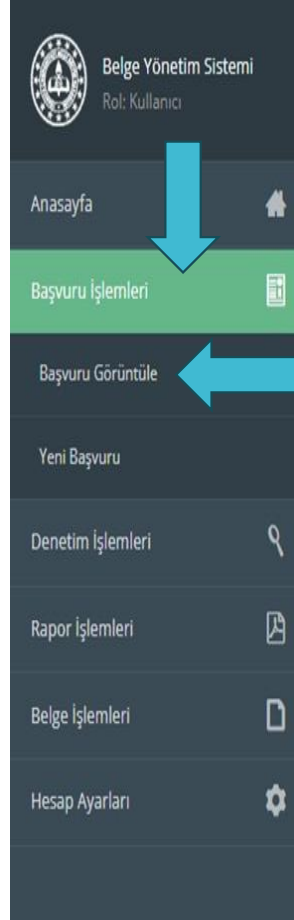 Belge Yönetim Sistemi
Rol: Kullanıcı
Anasayfa
Başvuru İşlemleri
Başvuru Görüntüle
Yeni Başvuru
Denetim İşlemleri
Rapor İşlemleri
Belge İşlemleri
Hesap Ayarları